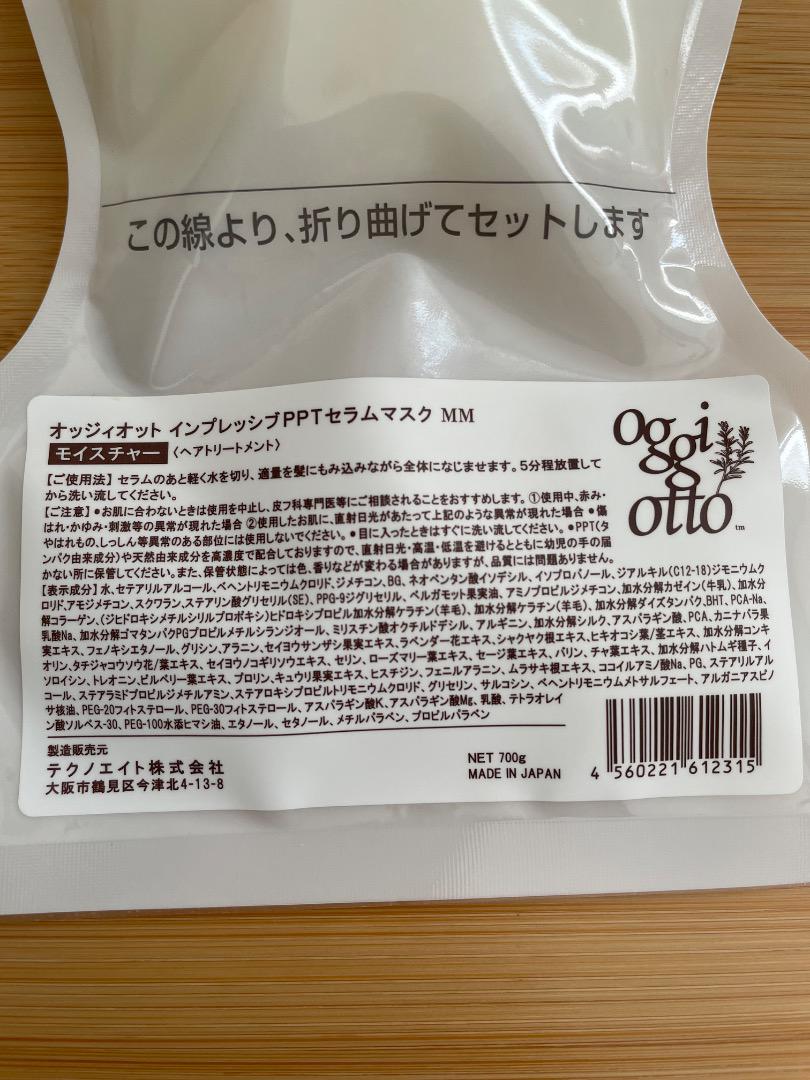 この線より、折り曲げてセットします
オッジィオット インプレッシブPPTセラムマスク MM
モイスチャー 〈ヘアトリートメント〉
oggi
otto™
【ご使用法】セラムのあと軽く水を切り、適量を髪にもみ込みながら全体になじませます。5分程放置して
から洗い流してください。
【ご注意】●お肌に合わないときは使用を中止し、皮フ科専門医等にご相談されることをおすすめします。①使用中、赤み・
はれ・かゆみ・刺激等の異常が現れた場合 ②使用したお肌に、直射日光があたって上記のような異常が現れた場合 ●傷
やはれもの、しっしん等異常のある部位には使用しないでください。●目に入ったときはすぐに洗い流してください。●PPT(タ
ンパク由来成分)や天然由来成分を高濃度で配合しておりますので、直射日光・高温・低温を避けるとともに幼児の手の届
かない所に保管してください。また、保管状態によっては色、香りなどが変わる場合がありますが、品質には問題ありません。
【表示成分】水、セテアリルアルコール、ベヘントリモニウムクロリド、ジメチコン、BG、ネオペンタン酸イソデシル、イソプロパノール、ジアルキル(C12-18)ジモニウムク
ロリド、アモジメチコン、スクワラン、ステアリン酸グリセリル(SE)、PPG-9ジグリセリル、ベルガモット果実油、アミノプロピルジメチコン、加水分解カゼイン(牛乳)、加水分
解コラーゲン、(ジヒドロキシメチルシリルプロポキシ)ヒドロキシプロピル加水分解ケラチン(羊毛)、加水分解ケラチン(羊毛)、加水分解ダイズタンパク、BHT、PCA-Na、
乳酸Na、加水分解ゴマタンパクPGプロピルメチルシランジオール、ミリスチン酸オクチルドデシル、アルギニン、加水分解シルク、アスパラギン酸、PCA、カニナバラ果
実エキス、フェノキシエタノール、グリシン、アラニン、セイヨウサンザシ果実エキス、ラベンダー花エキス、シャクヤク根エキス、ヒキオコシ葉/茎エキス、加水分解コンキ
オリン、タチジャコウソウ花/葉エキス、セイヨウノコギリソウエキス、セリン、ローズマリー葉エキス、セージ葉エキス、バリン、チャ葉エキス、加水分解ハトムギ種子、イ
ソロイシン、トレオニン、ビルベリー葉エキス、プロリン、キュウリ果実エキス、ヒスチジン、フェニルアラニン、ムラサキ根エキス、ココイルアミノ酸Na、PG、ステアリルアル
コール、ステアラミドプロピルジメチルアミン、ステアロキシプロピルトリモニウムクロリド、グリセリン、サルコシン、ベヘントリモニウムメトサルフェート、アルガニアスピノ
サ核油、PEG-20フィトステロール、PEG-30フィトステロール、アスパラギン酸K、アスパラギン酸Mg、乳酸、テトラオレイ
ン酸ソルベス-30、PEG-100水添ヒマシ油、エタノール、セタノール、メチルパラベン、プロピルパラベン
製造販売元
テクノエイト株式会社
大阪市鶴見区今津北4-13-8
NET 700g
MADE IN JAPAN
4 560221 612315